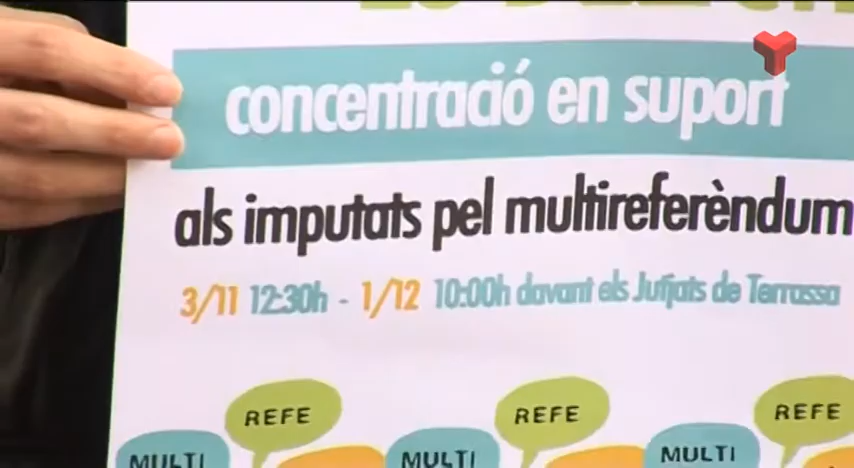 concentració en suport
als imputats pel multireferèndum
3/11 12:30h - 1/12 10:00h davant els Jutjats de Terrassa
REFE REFE REFE
MULTI MULTI MULTI